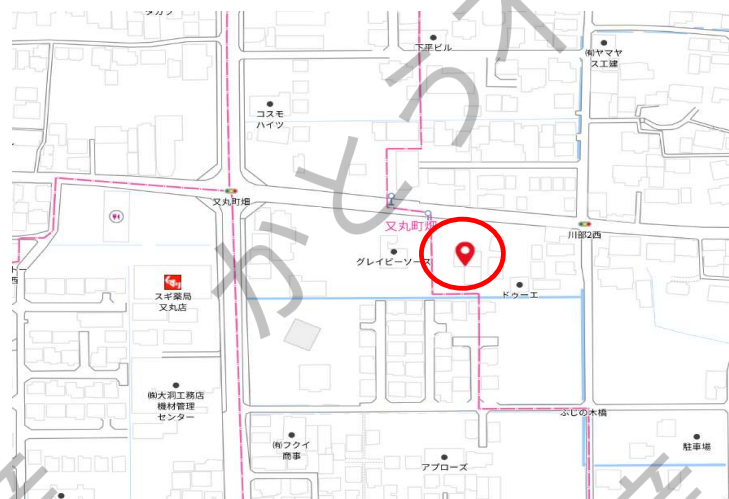 タカラ
下平ビル
㈲ヤマヤ
ス工建
コスモ
ハイツ
又丸町畑
又丸町畑
川部2西
グレイビーソース
ドゥーエ
スギ薬局
又丸店
㈱大洞工務店
機材管理
センター
ふじの木橋
㈲フクイ
商事
アプローズ
駐車場
かとう不